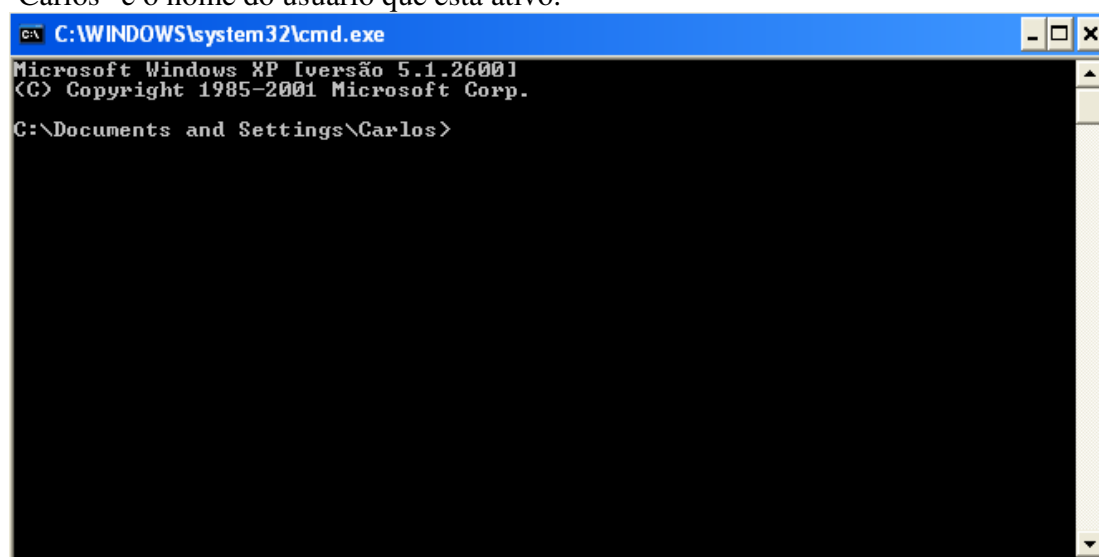 "Carlos" é o nome do usuário que está ativo.
C:\WINDOWS\system32\cmd.exe
Microsoft Windows XP [versão 5.1.2600]
(C) Copyright 1985-2001 Microsoft Corp.
C:\Documents and Settings\Carlos>